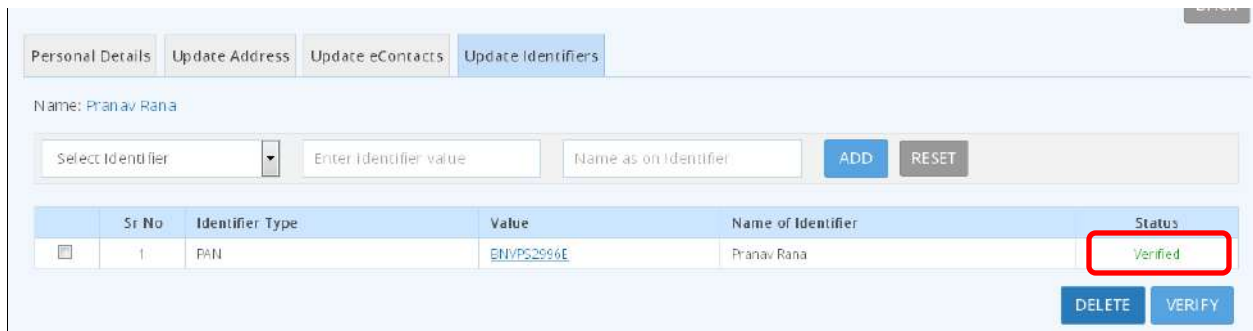 Personal Details Update Address Update eContacts Update Identifiers
Name: Pranav Rana
Select Identifier Enter identifier value Name as on Identifier ADD RESET
Sr No Identifier Type Value Name of Identifier Status
1 PAN BNVPS2996E Pranav Rana Verified
DELETE VERIFY